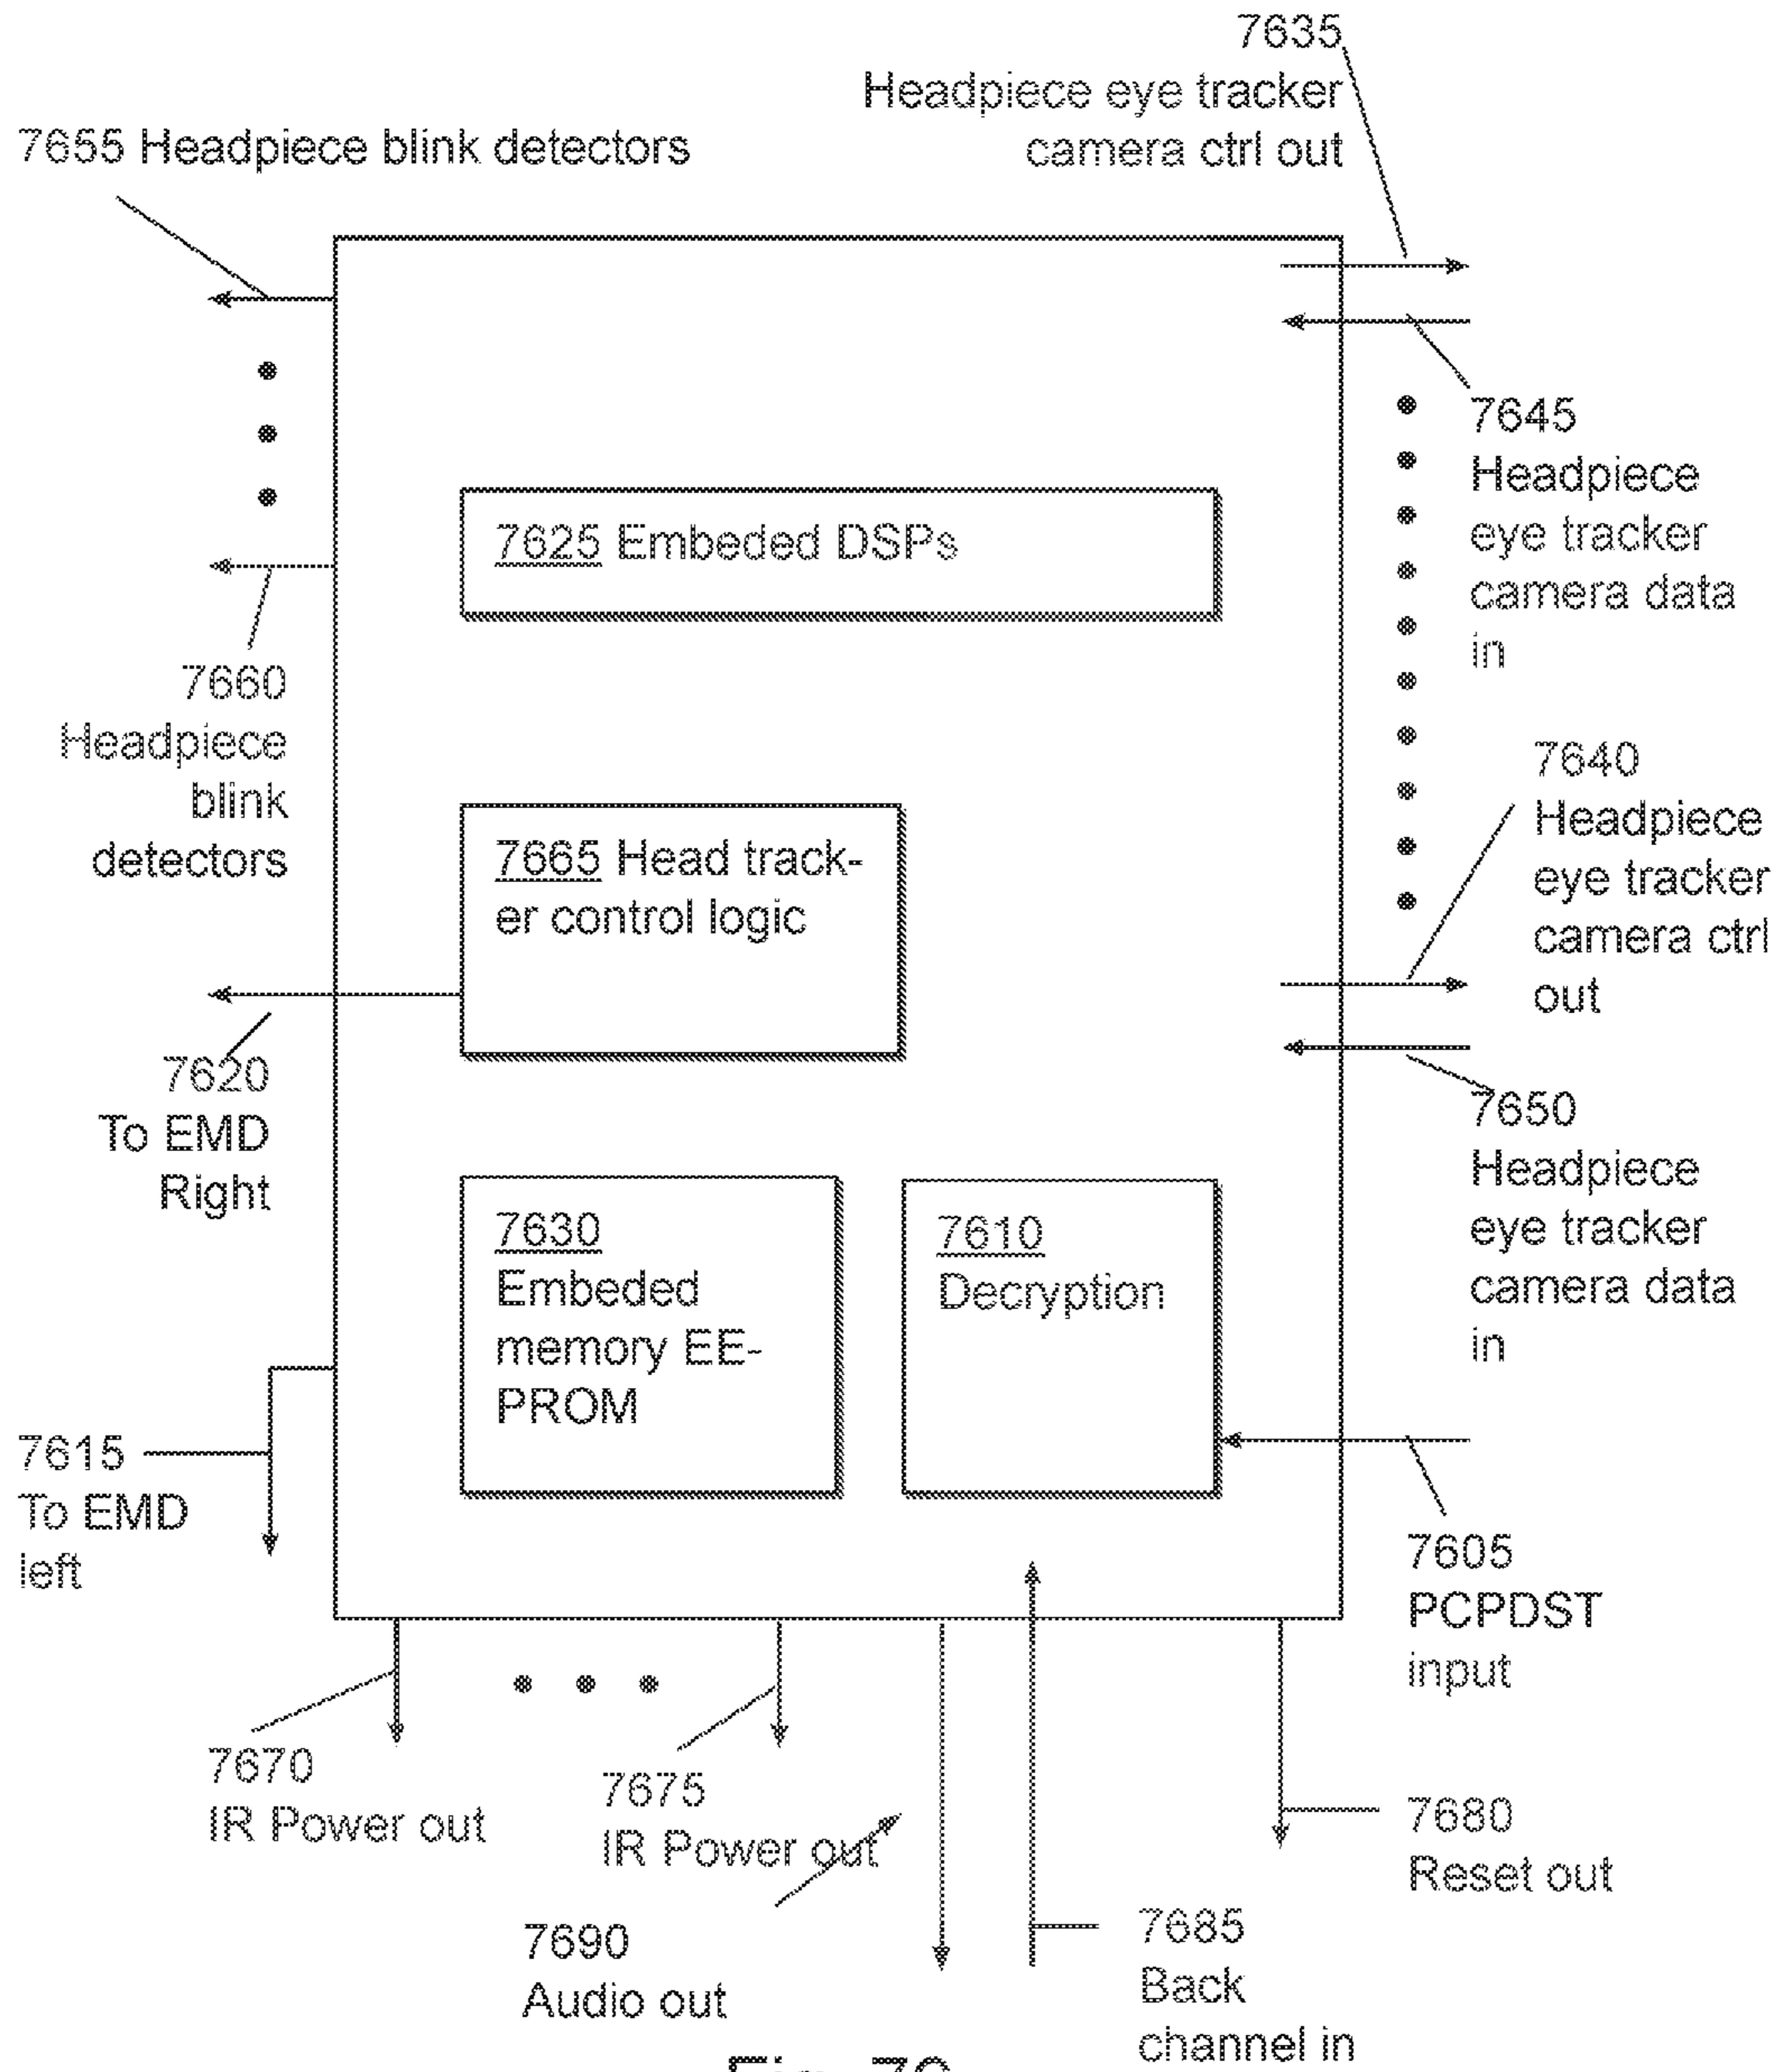 7635
Headpiece eye tracker
camera ctrl out
7655 Headpiece blink detectors
7645
Headpiece
eye tracker
camera data
in
7625 Embeded DSPs
7660
Headpiece
blink
detectors
7640
Headpiece
eye tracker
camera ctrl
out
7665 Head track-
er control logic
7620
To EMD
Right
7650
Headpiece
eye tracker
camera data
in
7630
Embeded
memory EE-
PROM
7610
Decryption
7615
To EMD
left
7605
PCPDST
input
7670
IR Power out
7675
IR Power out
7680
Reset out
7690
Audio out
7685
Back
channel in